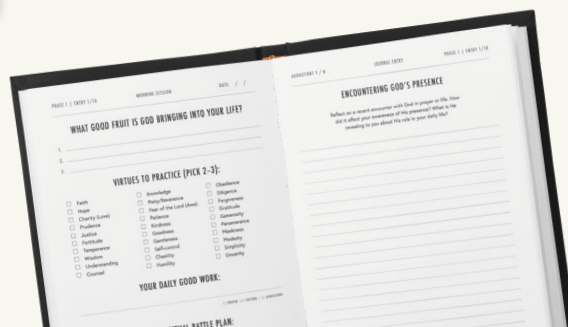 PHASE 1 | ENTRY 1/10 MORNING SESSION DATE: / /
WHAT GOOD FRUIT IS GOD BRINGING INTO YOUR LIFE?
1.
2.
3.
VIRTUES TO PRACTICE (PICK 2-3):
Faith
Hope
Charity (Love)
Prudence
Justice
Fortitude
Temperance
Wisdom
Understanding
Counsel
Knowledge
Piety/Reverence
Fear of the Lord (Awe)
Patience
Kindness
Goodness
Gentleness
Self-control
Chastity
Humility
Obedience
Diligence
Forgiveness
Gratitude
Generosity
Perseverance
Meekness
Modesty
Simplicity
Sincerity
YOUR DAILY GOOD WORK:
BATTLE PLAN:
Y / N JOURNAL ENTRY PHASE 1 | ENTRY 1/10
ENCOUNTERING GOD'S PRESENCE
Reflect on a recent encounter with God in prayer or life. How
did it affect your awareness of His presence? What is He
revealing to you about His role in your daily life?